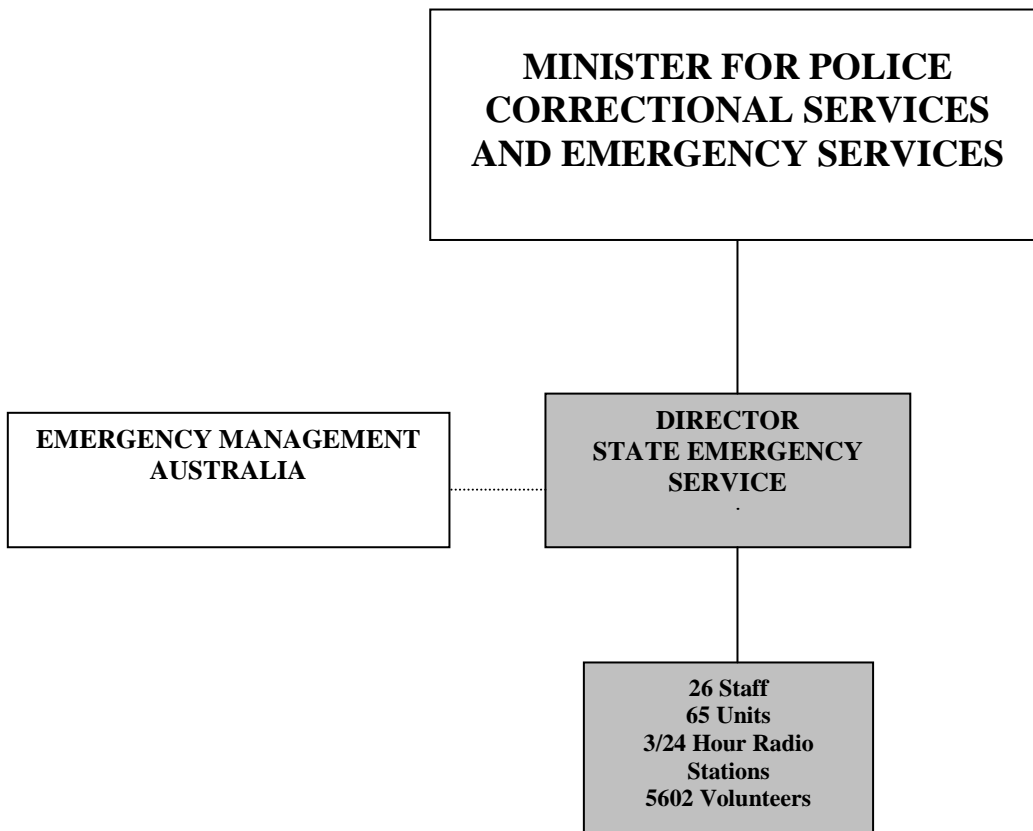 MINISTER FOR POLICE
CORRECTIONAL SERVICES
AND EMERGENCY SERVICES
EMERGENCY MANAGEMENT
AUSTRALIA
DIRECTOR
STATE EMERGENCY
SERVICE
.
26 Staff
65 Units
3/24 Hour Radio
Stations
5602 Volunteers